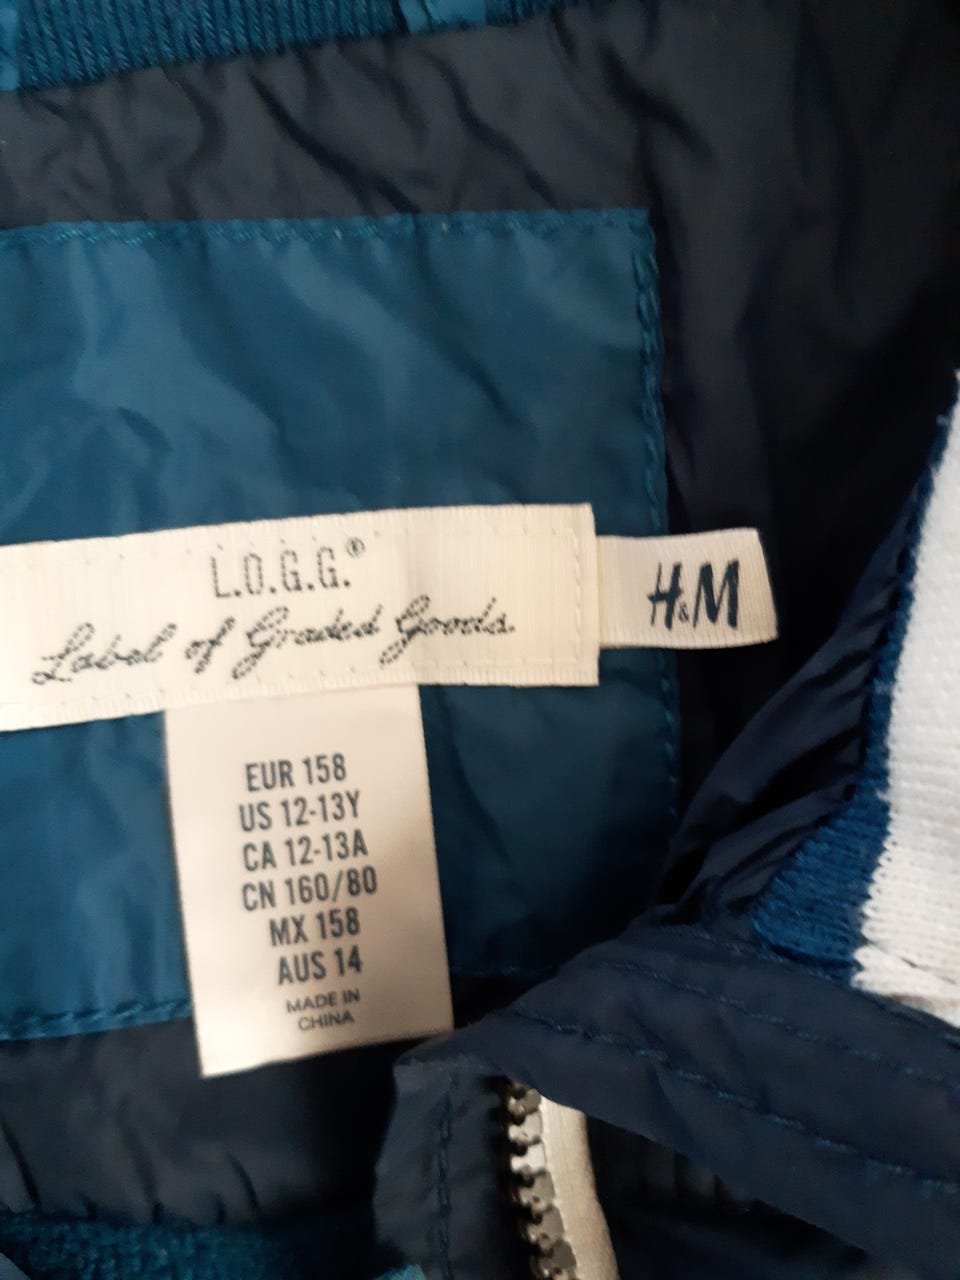 L.O.G.G.®
Label of Graded Goods.
H&M
EUR 158
US 12-13Y
CA 12-13A
CN 160/80
MX 158
AUS 14
MADE IN
CHINA